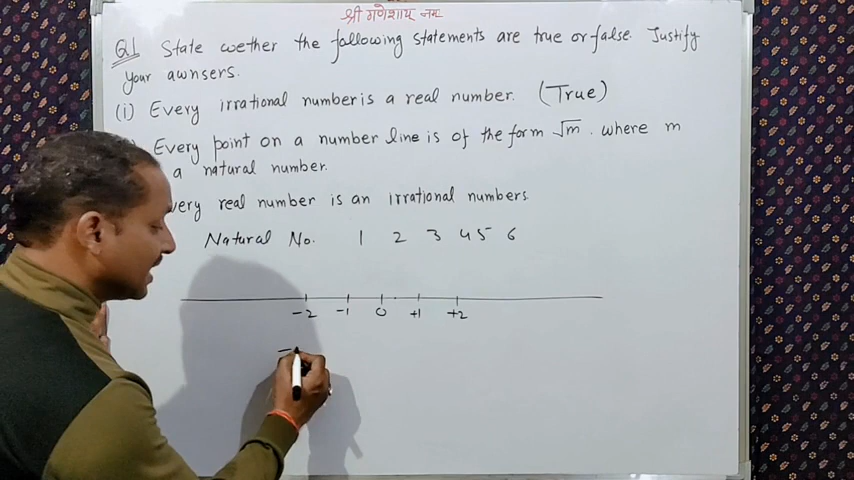 श्री गणेशाय नमः
Q1 State wether the following statements are true or false. Justify
your awnsers.
(i) Every irrational number is a real number. (True)
Every point on a number line is of the form √m. where m
a natural number.
very real number is an irrational numbers.
Natural No. 1 2 3 4 5 6
-2 -1 0 +1 +2
-